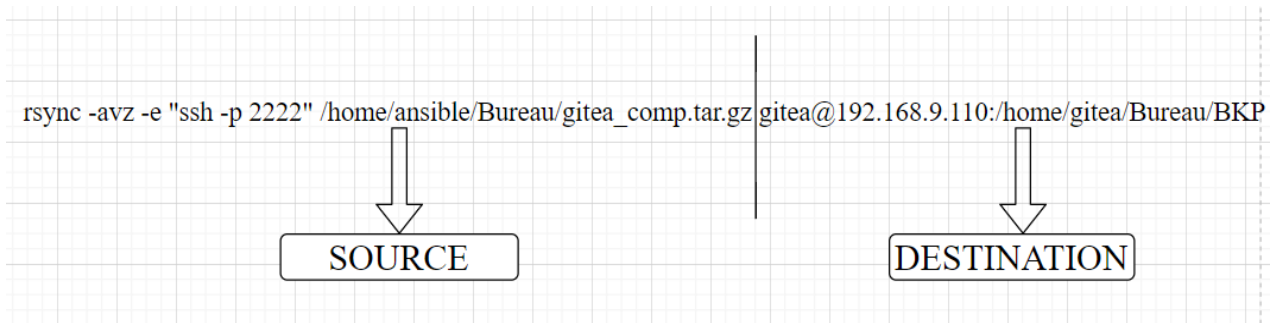 rsync -avz -e "ssh -p 2222" /home/ansible/Bureau/gitea_comp.tar.gz gitea@192.168.9.110:/home/gitea/Bureau/BKP
SOURCE
DESTINATION